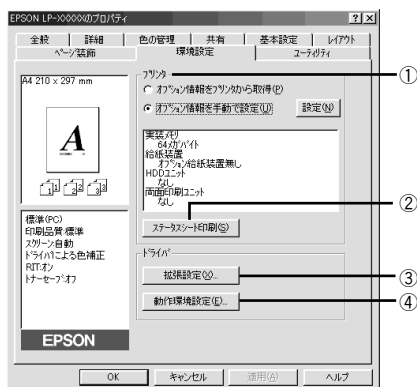 EPSON LP-XXXXXのプロパティ
全般 詳細 色の管理 共有 基本設定 レイアウト
ページ装飾 環境設定 ユーティリティ
A4 210 x 297 mm
A
1 1 2 2 3 3
標準(PC)
印刷品質:標準
スクリーン:自動
ドライバによる色補正
RIT:オン
トナーセーブ:オフ
EPSON
プリンタ
オプション情報をプリンタから取得(P)
オプション情報を手動で設定(U)
設定(N)
実装メモリ
64メガバイト
給紙装置
オプション給紙装置無し
HDDユニット
なし
両面印刷ユニット
なし
ステータスシート印刷(S)
ドライバ
拡張設定(X)...
動作環境設定(E)...
OK キャンセル 適用(A) ヘルプ
①
②
③
④